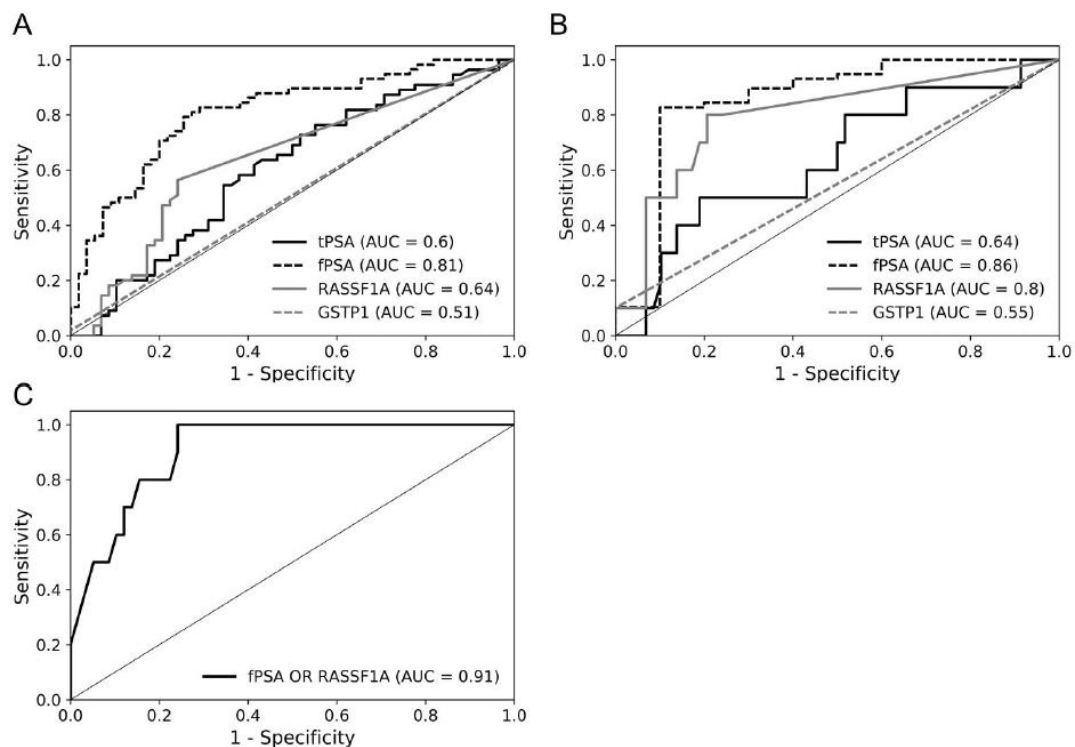 A
Sensitivity
1.0
0.8
0.6
0.4
0.2
0.0
tPSA (AUC = 0.6)
fPSA (AUC = 0.81)
RASSF1A (AUC = 0.64)
GSTP1 (AUC = 0.51)
0.0 0.2 0.4 0.6 0.8 1.0
1 - Specificity
B
Sensitivity
1.0
0.8
0.6
0.4
0.2
0.0
tPSA (AUC = 0.64)
fPSA (AUC = 0.86)
RASSF1A (AUC = 0.8)
GSTP1 (AUC = 0.55)
0.0 0.2 0.4 0.6 0.8 1.0
1 - Specificity
C
Sensitivity
1.0
0.8
0.6
0.4
0.2
0.0
fPSA OR RASSF1A (AUC = 0.91)
0.0 0.2 0.4 0.6 0.8 1.0
1 - Specificity